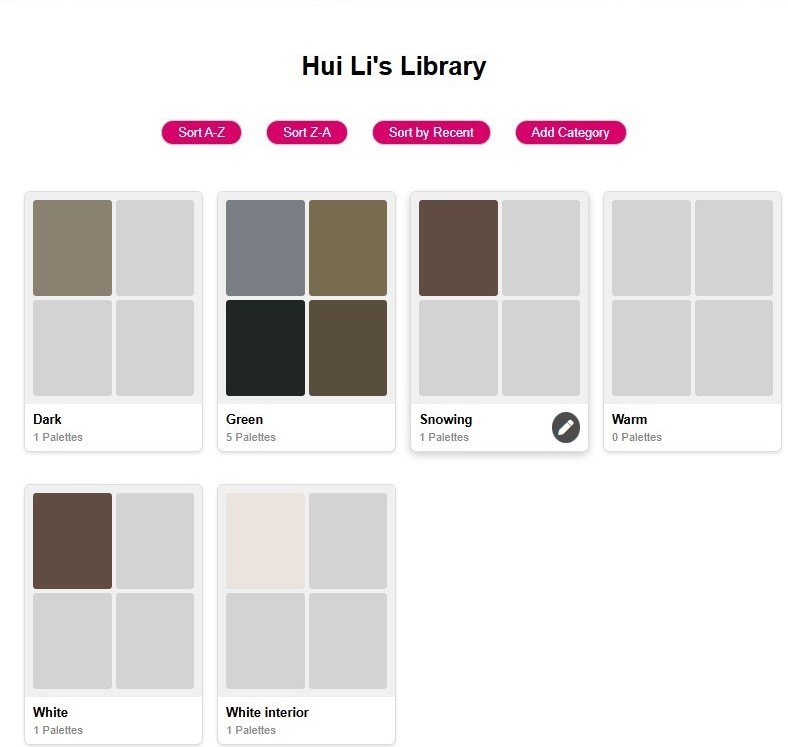 Hui Li's Library
Sort A-Z Sort Z-A Sort by Recent Add Category
Dark Green Snowing Warm
1 Palettes 5 Palettes 1 Palettes 0 Palettes
White White interior
1 Palettes 1 Palettes